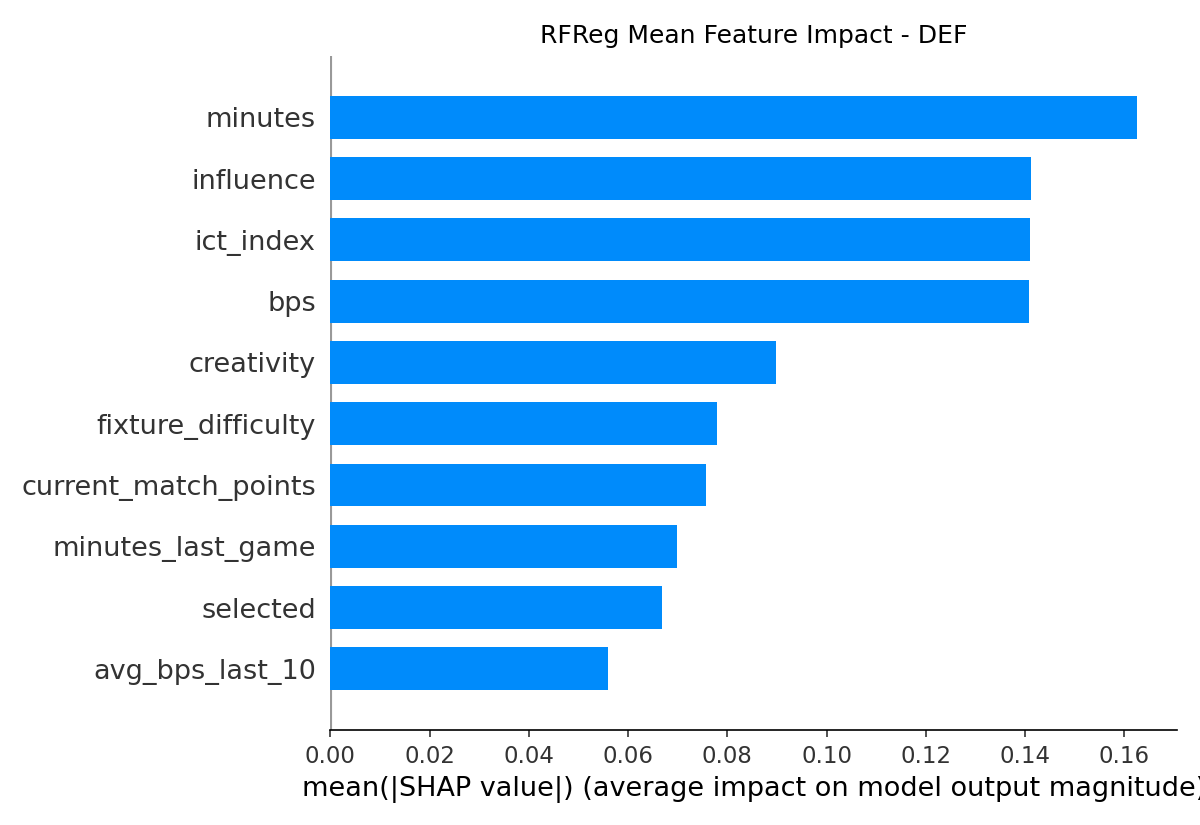 RFReg Mean Feature Impact - DEF
minutes
influence
ict_index
bps
creativity
fixture_difficulty
current_match_points
minutes_last_game
selected
avg_bps_last_10
0.00 0.02 0.04 0.06 0.08 0.10 0.12 0.14 0.16
mean(|SHAP value|) (average impact on model output magnitude)